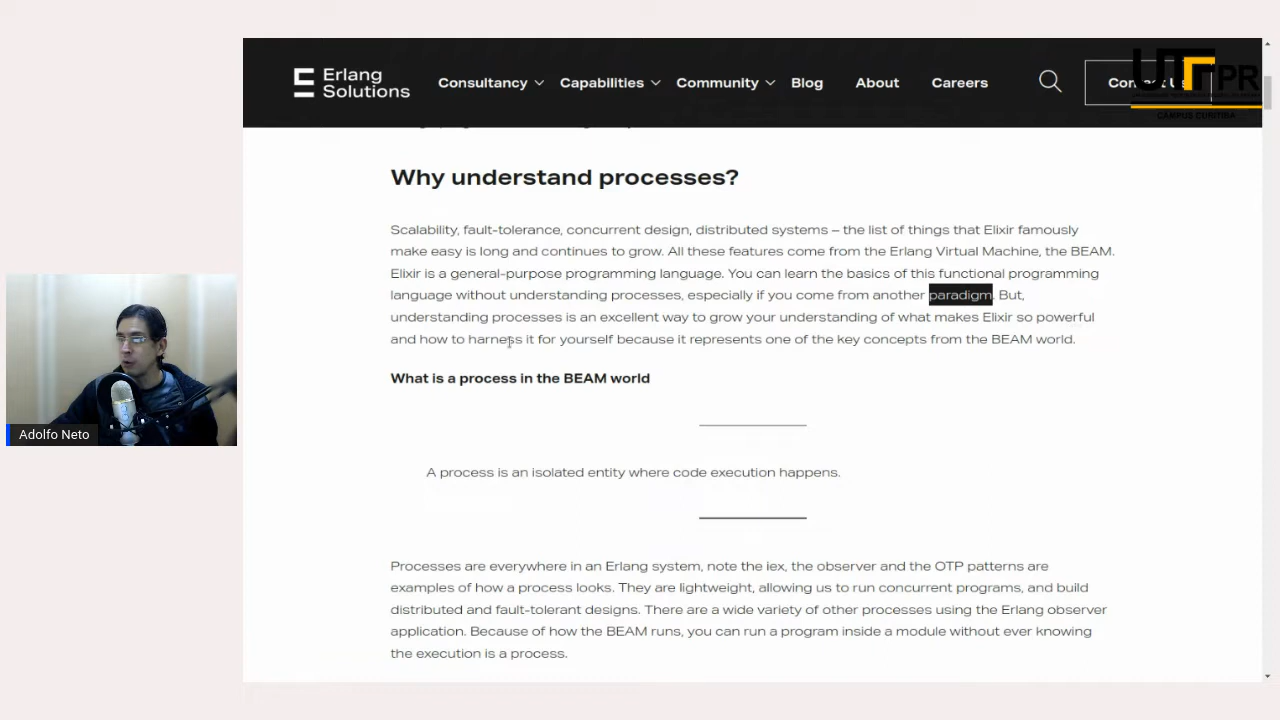 Erlang
Solutions
Consultancy
Capabilities
Community
Blog
About
Careers
UTFPR
CAMPUS CURITIBA
Why understand processes?
Scalability, fault-tolerance, concurrent design, distributed systems – the list of things that Elixir famously
make easy is long and continues to grow. All these features come from the Erlang Virtual Machine, the BEAM.
Elixir is a general-purpose programming language. You can learn the basics of this functional programming
language without understanding processes, especially if you come from another paradigm. But,
understanding processes is an excellent way to grow your understanding of what makes Elixir so powerful
and how to harness it for yourself because it represents one of the key concepts from the BEAM world.
What is a process in the BEAM world
A process is an isolated entity where code execution happens.
Processes are everywhere in an Erlang system, note the iex, the observer and the OTP patterns are
examples of how a process looks. They are lightweight, allowing us to run concurrent programs, and build
distributed and fault-tolerant designs. There are a wide variety of other processes using the Erlang observer
application. Because of how the BEAM runs, you can run a program inside a module without ever knowing
the execution is a process.
Adolfo Neto